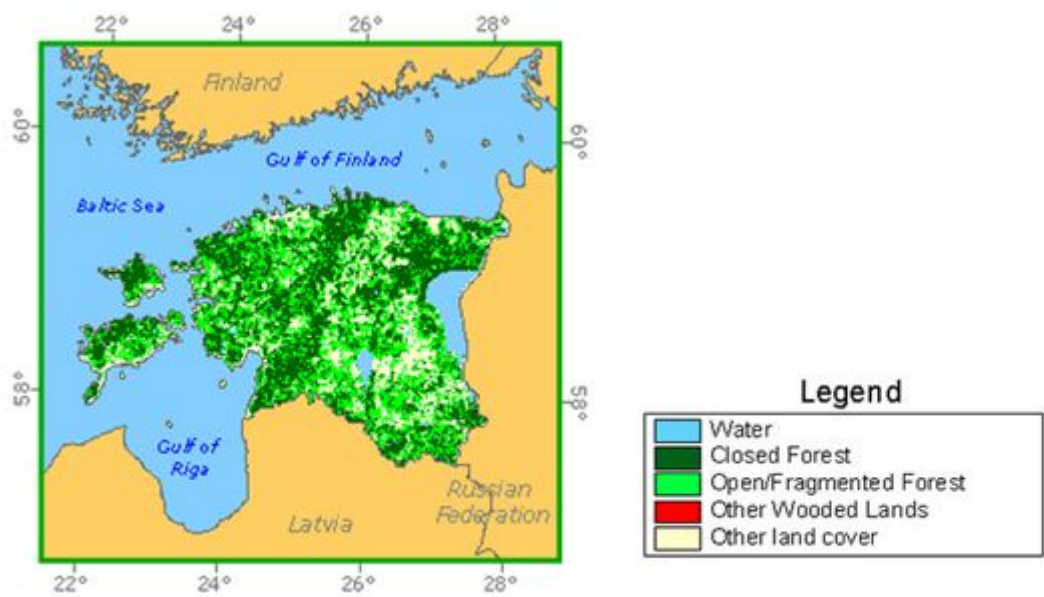 22° 24° 26° 28°
Finland
60°
60°
Gulf of Finland
Baltic Sea
58°
58°
Gulf of
Riga
Russian
Federation
Latvia
22° 24° 26° 28°
Legend
Water
Closed Forest
Open/Fragmented Forest
Other Wooded Lands
Other land cover